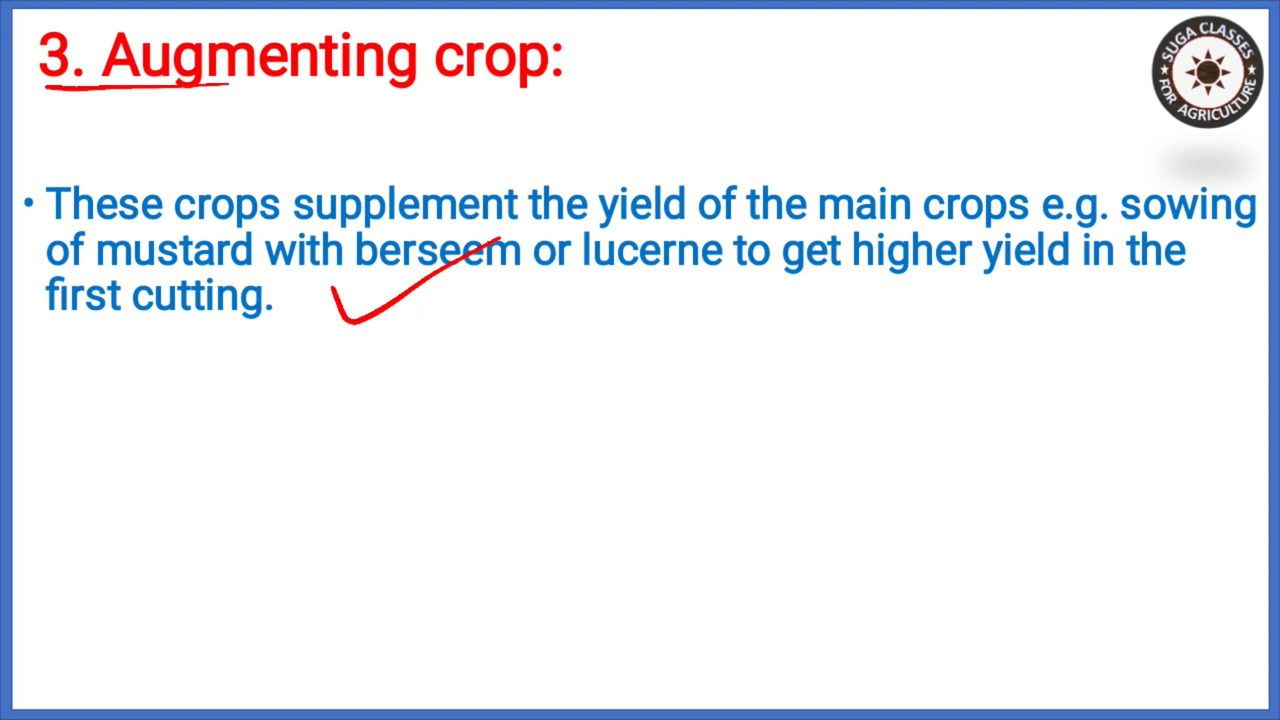 3. Augmenting crop:
SUGA CLASSES
FOR AGRICULTURE
• These crops supplement the yield of the main crops e.g. sowing
of mustard with berseem or lucerne to get higher yield in the
first cutting.